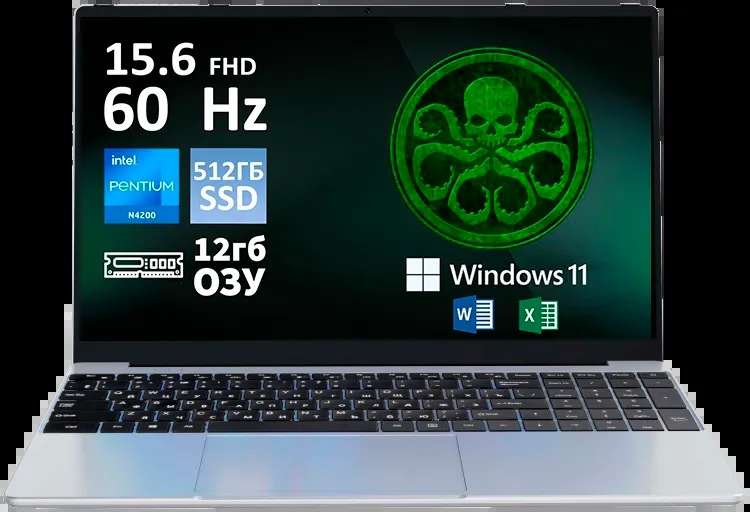 15.6 FHD
60 Hz
intel
PENTIUM
N4200
512ГБ
SSD
12гб
ОЗУ
Windows 11
W
X